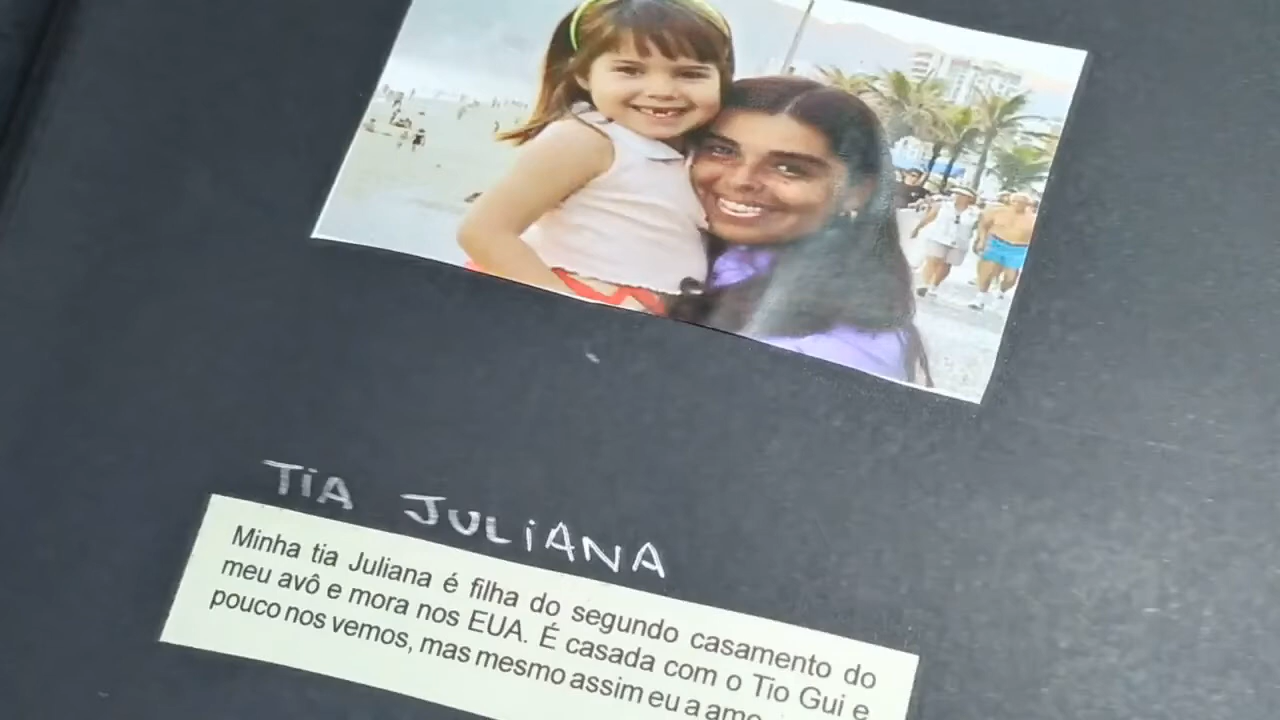 TiA JULiANA
Minha tia Juliana é filha do segundo casamento do
meu avô e mora nos EUA. É casada com o Tio Gui e
pouco nos vemos, mas mesmo assim eu a amo